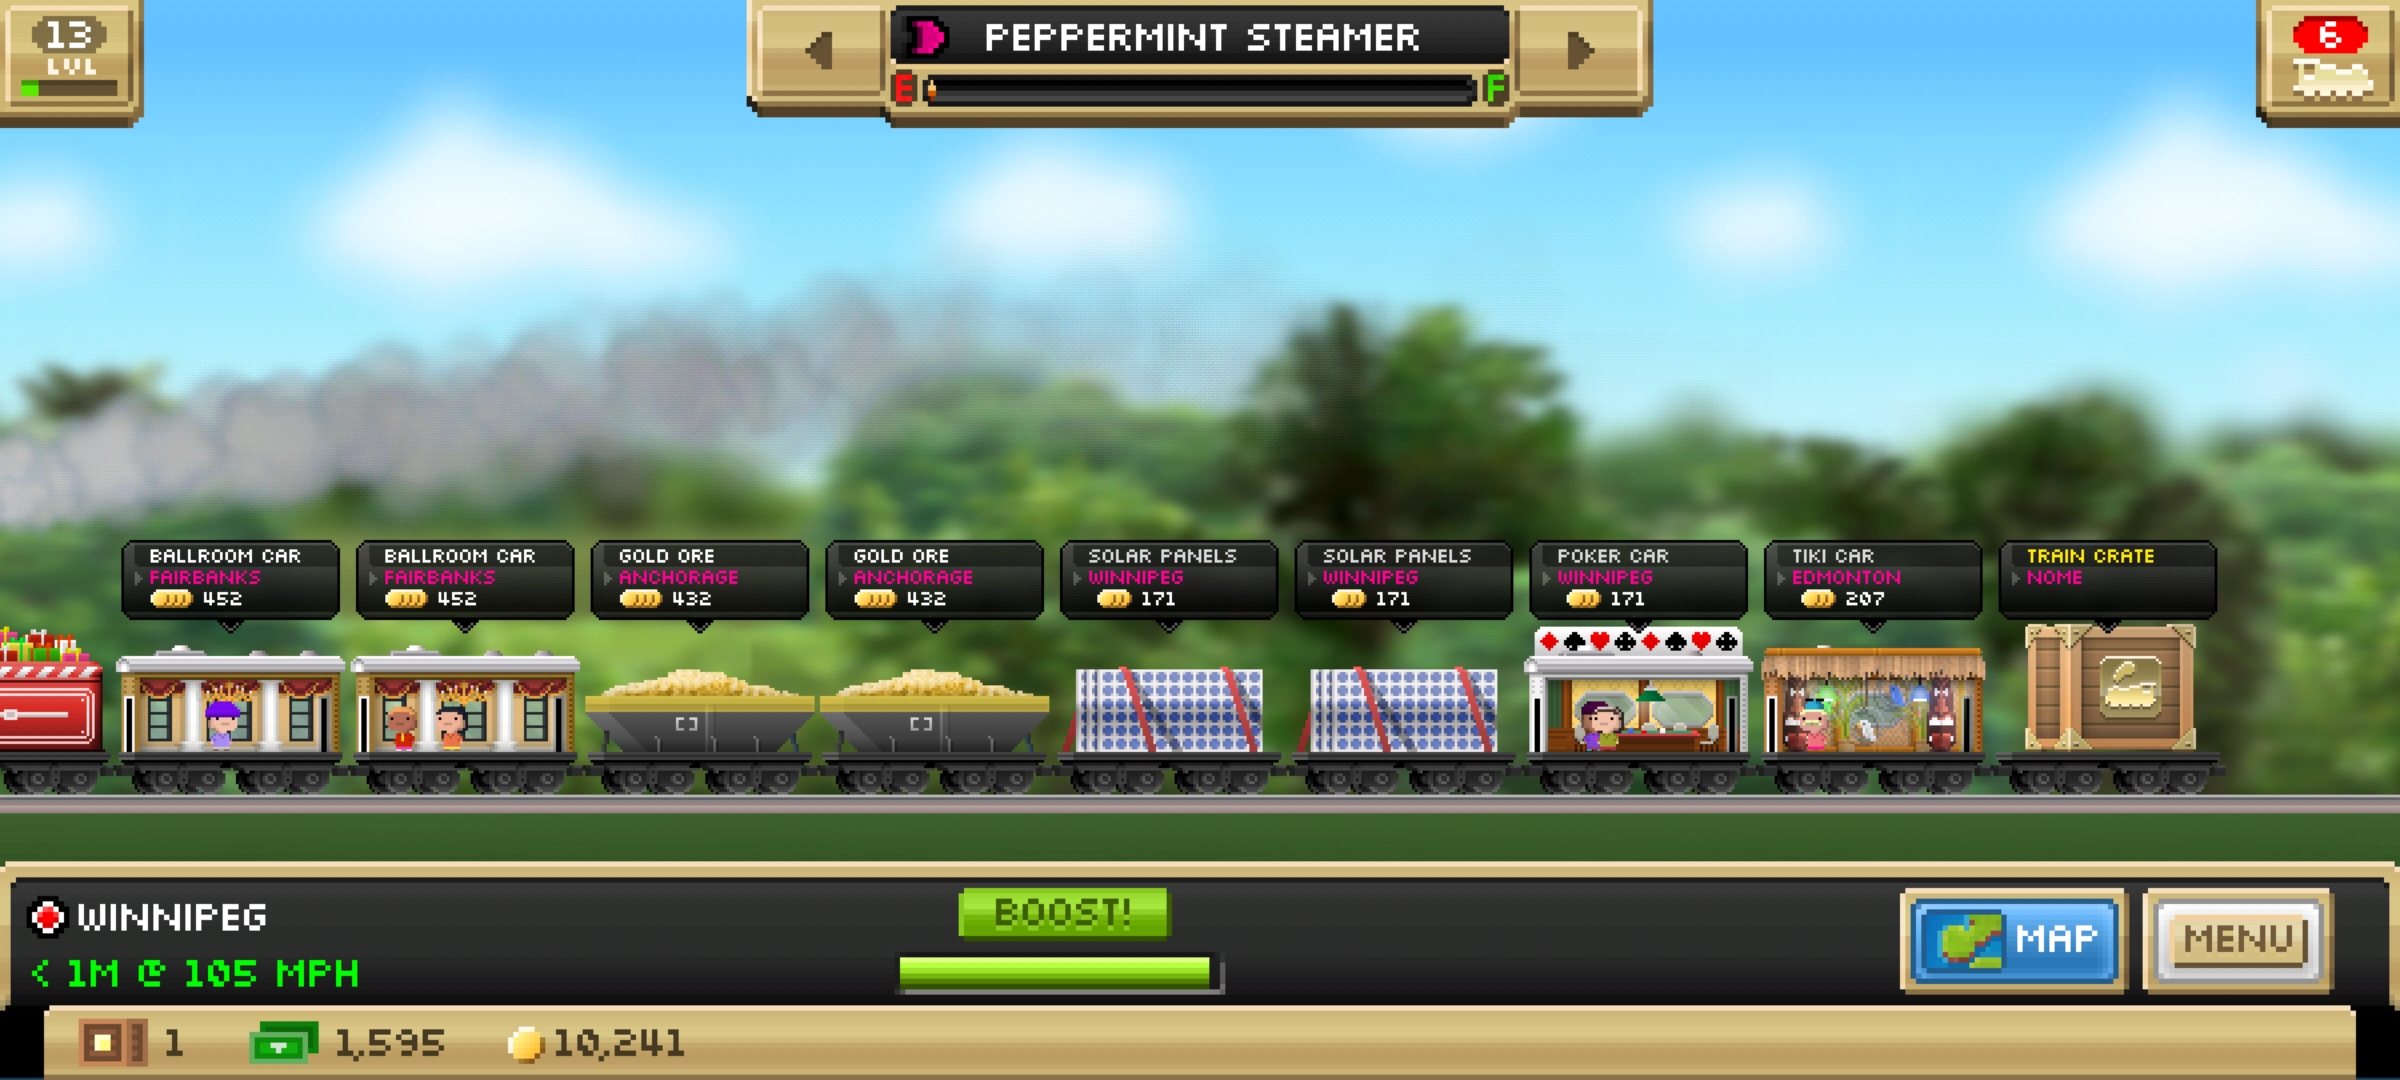 13
LVL
PEPPERMINT STEAMER
E F
6
BALLROOM CAR
FAIRBANKS
452
BALLROOM CAR
FAIRBANKS
452
GOLD ORE
ANCHORAGE
432
GOLD ORE
ANCHORAGE
432
SOLAR PANELS
WINNIPEG
171
SOLAR PANELS
WINNIPEG
171
POKER CAR
WINNIPEG
171
TIKI CAR
EDMONTON
207
TRAIN CRATE
NOME
WINNIPEG
< 1M @ 105 MPH
BOOST!
MAP
MENU
1
1,595
10,241